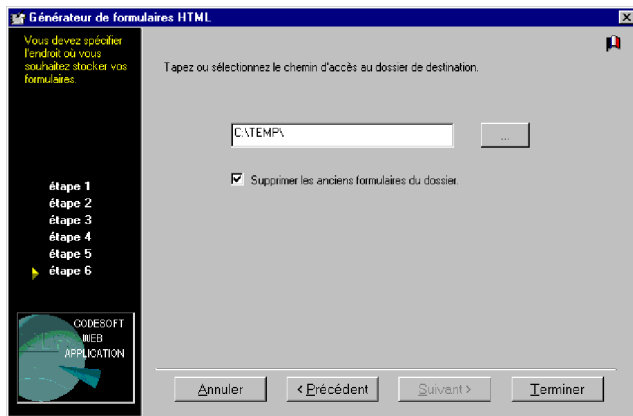 Générateur de formulaires HTML
Vous devez spécifier
l'endroit où vous
souhaitez stocker vos
formulaires.
Tapez ou sélectionnez le chemin d'accès au dossier de destination.
C:\TEMP\
...
Supprimer les anciens formulaires du dossier.
étape 1
étape 2
étape 3
étape 4
étape 5
étape 6
CODESOFT
WEB
APPLICATION
Annuler
< Précédent
Suivant >
Terminer